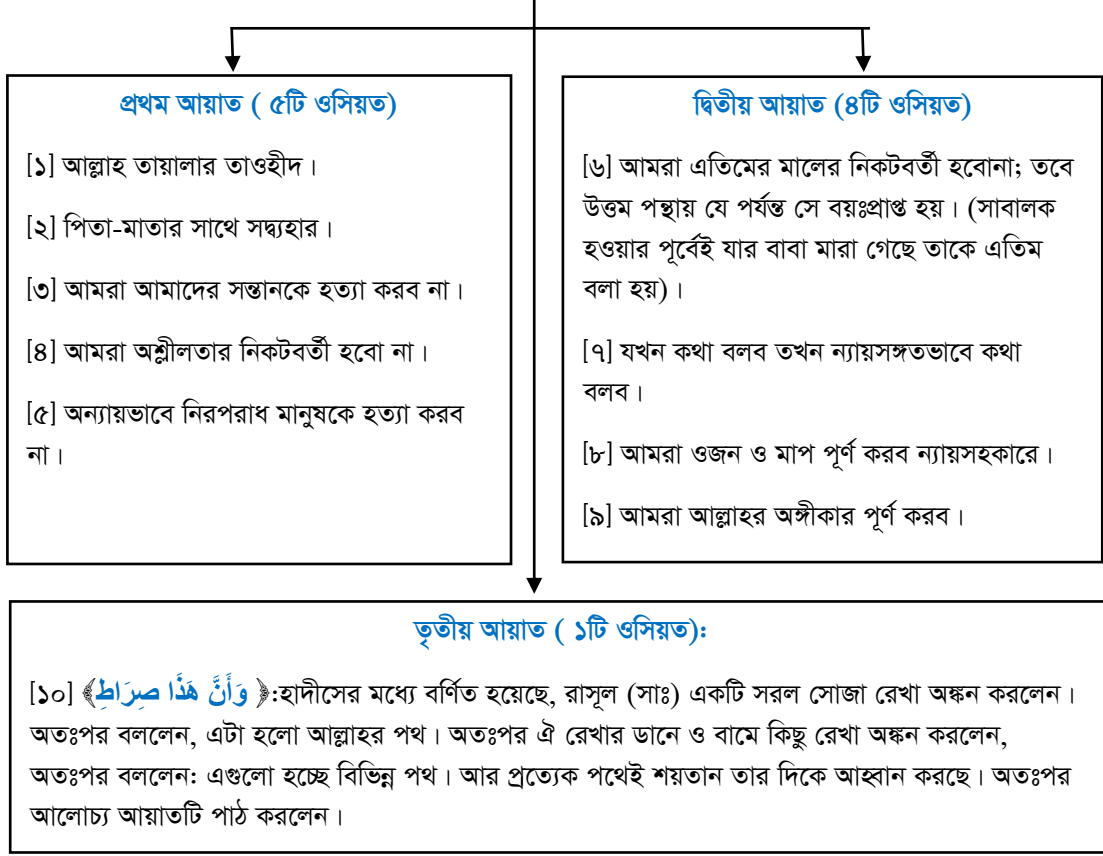 প্রথম আয়াত ( ৫টি ওসিয়ত)
[১] আল্লাহ তায়ালার তাওহীদ।
[২] পিতা-মাতার সাথে সদ্ব্যহার।
[৩] আমরা আমাদের সন্তানকে হত্যা করব না।
[৪] আমরা অশ্লীলতার নিকটবর্তী হবো না।
[৫] অন্যায়ভাবে নিরপরাধ মানুষকে হত্যা করব
না।
দ্বিতীয় আয়াত (৪টি ওসিয়ত)
[৬] আমরা এতিমের মালের নিকটবর্তী হবোনা; তবে
উত্তম পন্থায় যে পর্যন্ত সে বয়ঃপ্রাপ্ত হয়। (সাবালক
হওয়ার পূর্বেই যার বাবা মারা গেছে তাকে এতিম
বলা হয়)।
[৭] যখন কথা বলব তখন ন্যায়সঙ্গতভাবে কথা
বলব।
[৮] আমরা ওজন ও মাপ পূর্ণ করব ন্যায়সহকারে।
[৯] আমরা আল্লাহর অঙ্গীকার পূর্ণ করব।
তৃতীয় আয়াত ( ১টি ওসিয়ত):
[১০] ﴿وَأَنَّ هَذَا صِرَاطِ﴾:হাদীসের মধ্যে বর্ণিত হয়েছে, রাসূল (সাঃ) একটি সরল সোজা রেখা অঙ্কন করলেন।
অতঃপর বললেন, এটা হলো আল্লাহর পথ। অতঃপর ঐ রেখার ডানে ও বামে কিছু রেখা অঙ্কন করলেন,
অতঃপর বললেন: এগুলো হচ্ছে বিভিন্ন পথ। আর প্রত্যেক পথেই শয়তান তার দিকে আহ্বান করছে। অতঃপর
আলোচ্য আয়াতটি পাঠ করলেন।